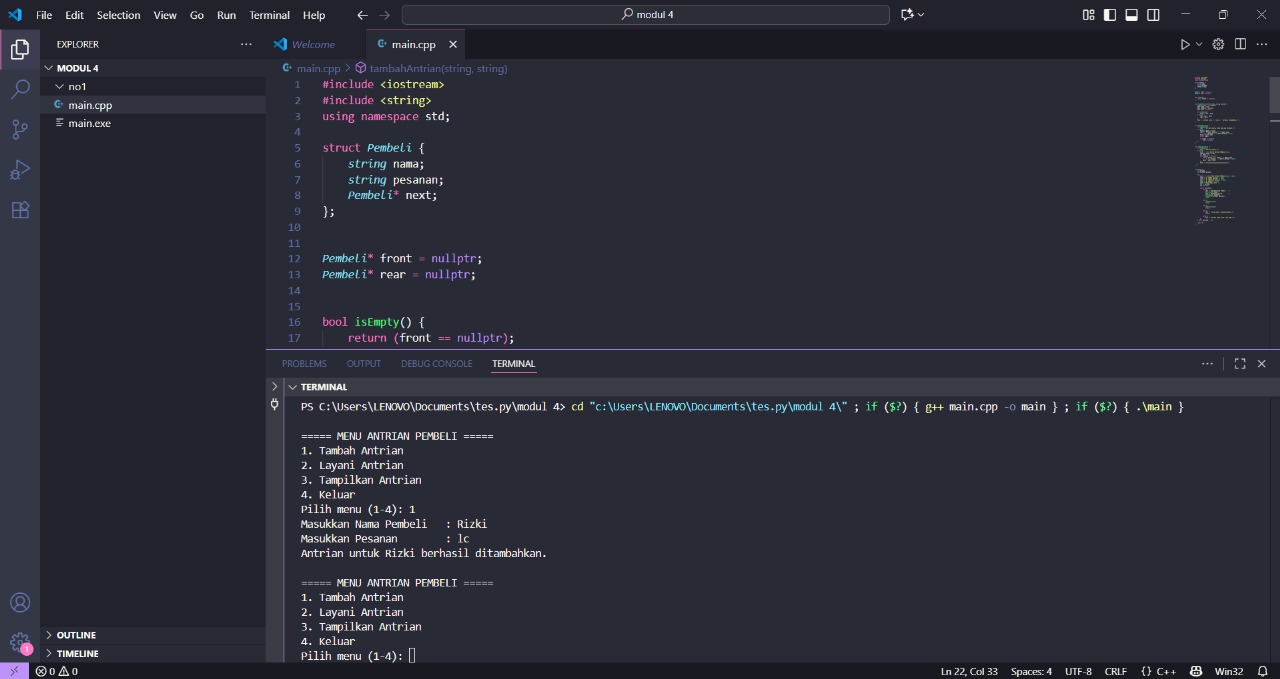 File Edit Selection View Go Run Terminal Help
modul 4
EXPLORER
MODUL 4
no1
main.cpp
main.exe
OUTLINE
TIMELINE
1
Welcome
main.cpp
main.cpp > tambahAntrian(string, string)
1 #include <iostream>
2 #include <string>
3 using namespace std;
4
5 struct Pembeli {
6 string nama;
7 string pesanan;
8 Pembeli* next;
9 };
10
11
12 Pembeli* front = nullptr;
13 Pembeli* rear = nullptr;
14
15
16 bool isEmpty() {
17 return (front == nullptr);
PROBLEMS OUTPUT DEBUG CONSOLE TERMINAL
TERMINAL
PS C:\Users\LENOVO\Documents\tes.py\modul 4> cd "c:\Users\LENOVO\Documents\tes.py\modul 4\" ; if ($?) { g++ main.cpp -o main } ; if ($?) { .\main }
===== MENU ANTRIAN PEMBELI =====
1. Tambah Antrian
2. Layani Antrian
3. Tampilkan Antrian
4. Keluar
Pilih menu (1-4): 1
Masukkan Nama Pembeli : Rizki
Masukkan Pesanan : lc
Antrian untuk Rizki berhasil ditambahkan.
===== MENU ANTRIAN PEMBELI =====
1. Tambah Antrian
2. Layani Antrian
3. Tampilkan Antrian
4. Keluar
Pilih menu (1-4):
0 0
Ln 22, Col 33 Spaces: 4 UTF-8 CRLF {} C++ Win32